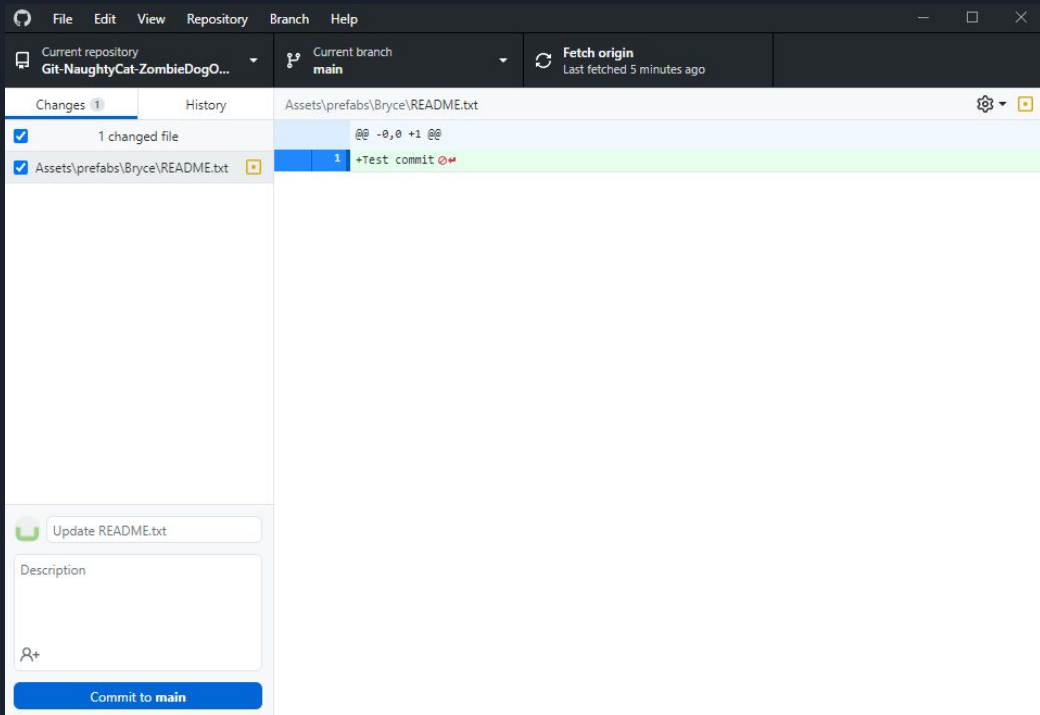 File Edit View Repository Branch Help
Current repository
Git-NaughtyCat-ZombieDogO...
Current branch
main
Fetch origin
Last fetched 5 minutes ago
Changes 1
History
Assets\prefabs\Bryce\README.txt
1 changed file
@@ -0,0 +1 @@
Assets\prefabs\Bryce\README.txt
1 +Test commit
Update README.txt
Description
Commit to main